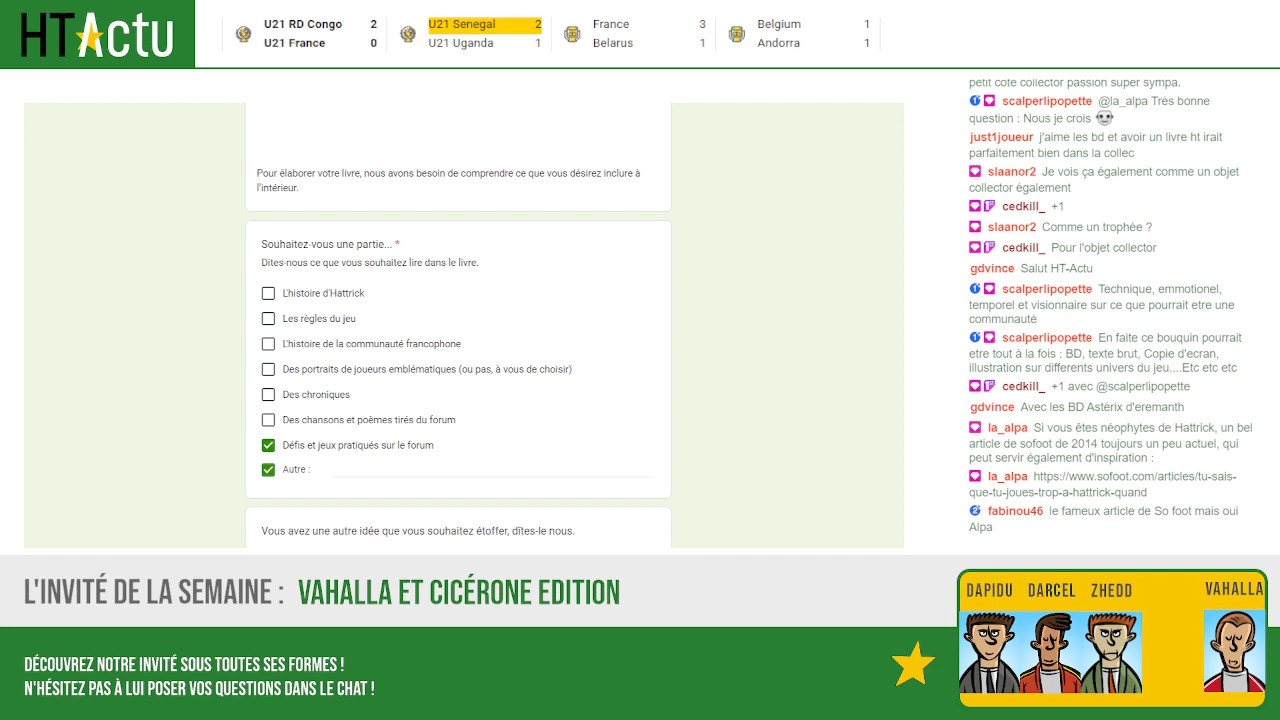 HTActu
U21 RD Congo 2
U21 France 0
U21 Senegal 2
U21 Uganda 1
France 3
Belarus 1
Belgium 1
Andorra 1
Pour élaborer votre livre, nous avons besoin de comprendre ce que vous désirez inclure à
l'intérieur.
Souhaitez-vous une partie... *
Dîtes-nous ce que vous souhaitez lire dans le livre.
L'histoire d'Hattrick
Les règles du jeu
L'histoire de la communauté francophone
Des portraits de joueurs emblématiques (ou pas, à vous de choisir)
Des chroniques
Des chansons et poèmes tirés du forum
Défis et jeux pratiqués sur le forum
Autre :
Vous avez une autre idée que vous souhaitez étoffer, dîtes-le nous.
petit coté collector passion super sympa.
scalperlipopette @la_alpa Trés bonne
question : Nous je crois
just1joueur j'aime les bd et avoir un livre ht irait
parfaitement bien dans la collec
slaanor2 Je vois ça également comme un objet
collector également
cedkill_ +1
slaanor2 Comme un trophée ?
cedkill_ Pour l'objet collector
gdvince Salut HT-Actu
scalperlipopette Technique, emmotionel,
temporel et visionnaire sur ce que pourrait etre une
communauté
scalperlipopette En faite ce bouquin pourrait
etre tout à la fois : BD, texte brut, Copie d'ecran,
illustration sur differents univers du jeu....Etc etc etc
cedkill_ +1 avec @scalperlipopette
gdvince Avec les BD Astérix d'eremanth
la_alpa Si vous êtes néophytes de Hattrick, un bel
article de sofoot de 2014 toujours un peu actuel, qui
peut servir également d'inspiration :
la_alpa https://www.sofoot.com/articles/tu-sais-
que-tu-joues-trop-a-hattrick-quand
fabinou46 le fameux article de So foot mais oui
Alpa
L'INVITÉ DE LA SEMAINE : VAHALLA ET CICÉRONE EDITION
DAPIDU DARCEL ZHEDD VAHALLA
DÉCOUVREZ NOTRE INVITÉ SOUS TOUTES SES FORMES !
N'HÉSITEZ PAS À LUI POSER VOS QUESTIONS DANS LE CHAT !